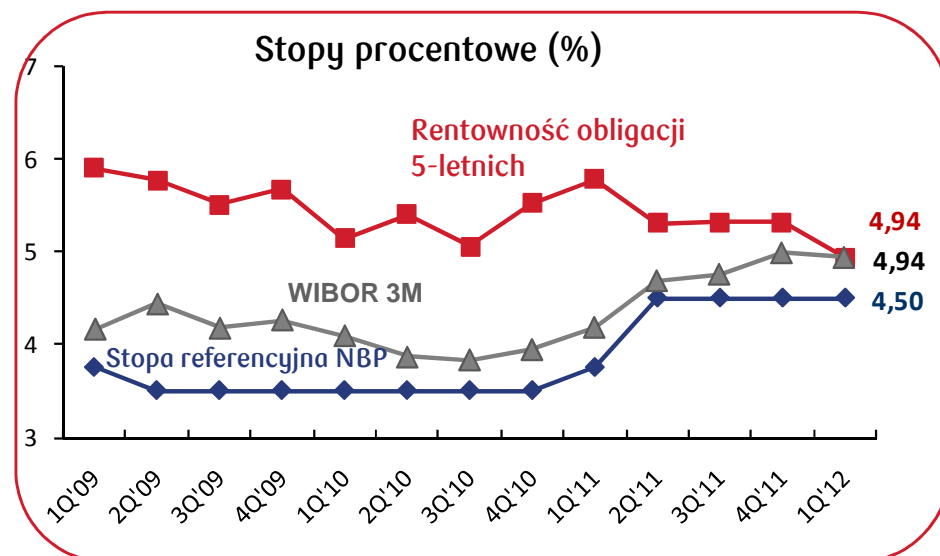 Stopy procentowe (%)
7
6
5
4
3
Rentowność obligacji
5-letnich
WIBOR 3M
Stopa referencyjna NBP
4,94
4,94
4,50
1Q'09
2Q'09
3Q'09
4Q'09
1Q'10
2Q'10
3Q'10
4Q'10
1Q'11
2Q'11
3Q'11
4Q'11
1Q'12